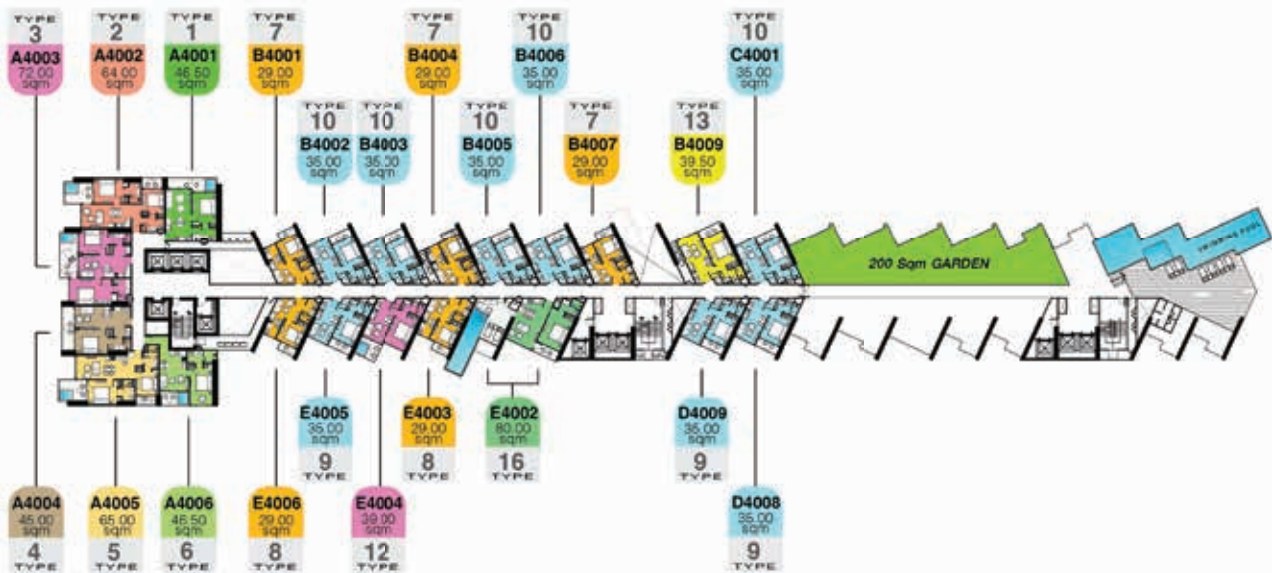 TYPE
3
A4003
72.00
sqm
TYPE
2
A4002
64.00
sqm
TYPE
1
A4001
46.50
sqm
TYPE
7
B4001
29.00
sqm
TYPE
7
B4004
29.00
sqm
TYPE
10
B4006
35.00
sqm
TYPE
10
C4001
35.00
sqm
TYPE
10
B4002
35.00
sqm
TYPE
10
B4003
35.00
sqm
TYPE
10
B4005
35.00
sqm
TYPE
7
B4007
29.00
sqm
TYPE
13
B4009
39.50
sqm
200 Sqm GARDEN
SWIMMING POOL
E4005
35.00
sqm
9
TYPE
E4003
29.00
sqm
8
TYPE
E4002
80.00
sqm
16
TYPE
D4009
35.00
sqm
9
TYPE
A4004
45.00
sqm
4
TYPE
A4005
65.00
sqm
5
TYPE
A4006
46.50
sqm
6
TYPE
E4006
29.00
sqm
8
TYPE
E4004
39.00
sqm
12
TYPE
D4008
35.00
sqm
9
TYPE